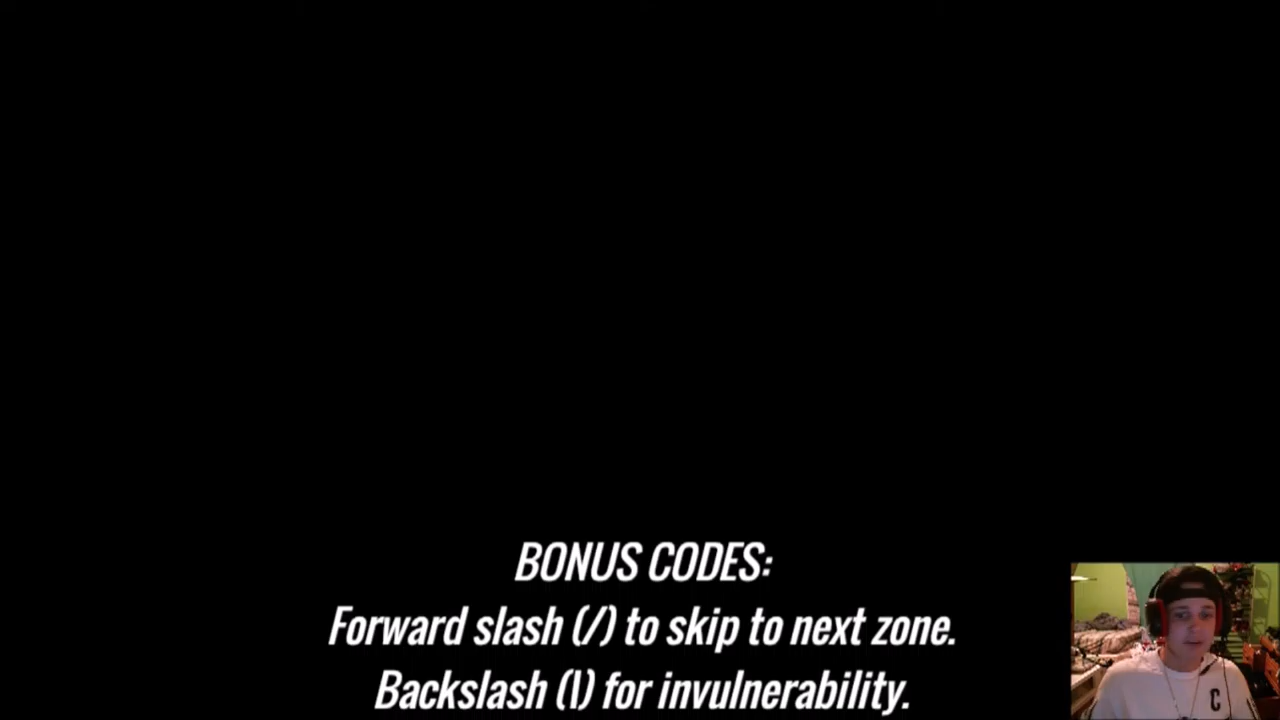 BONUS CODES:
Forward slash (/) to skip to next zone.
Backslash (\) for invulnerability.
C